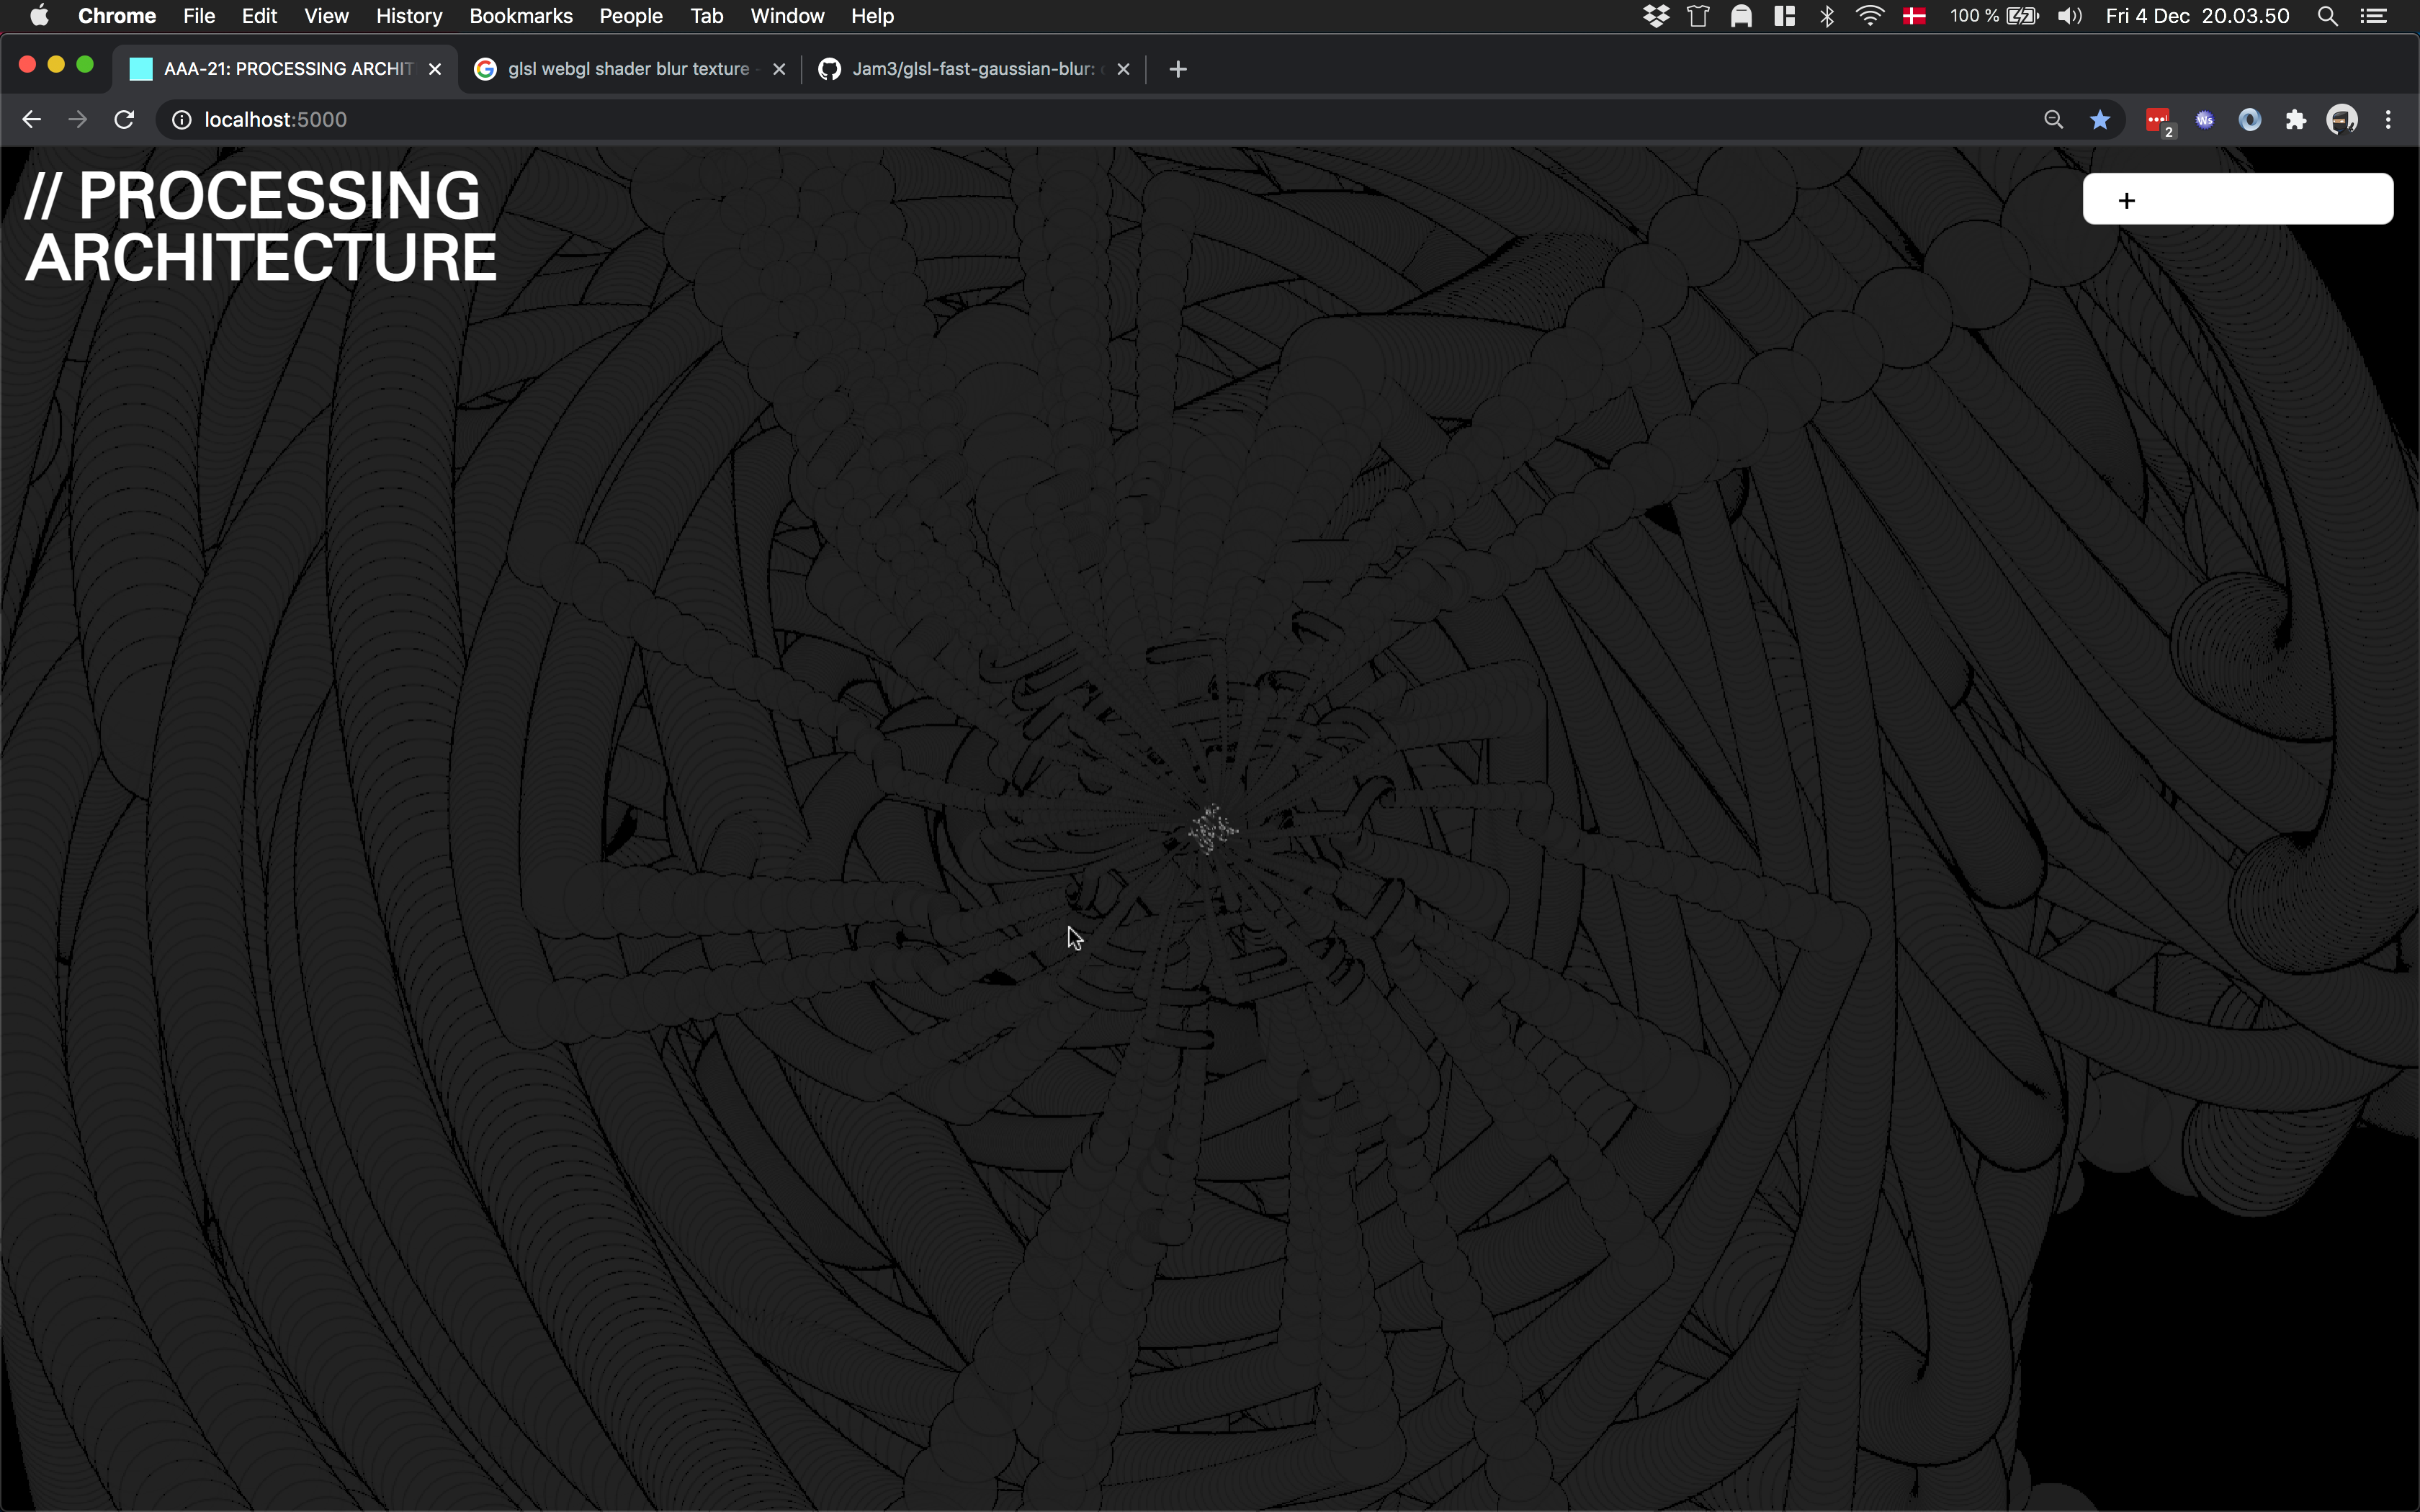 Chrome File Edit View History Bookmarks People Tab Window Help 100 % Fri 4 Dec 20.03.50
AAA-21: PROCESSING ARCHIT glsl webgl shader blur texture Jam3/glsl-fast-gaussian-blur:
localhost:5000 2 Ws
// PROCESSING
ARCHITECTURE
+